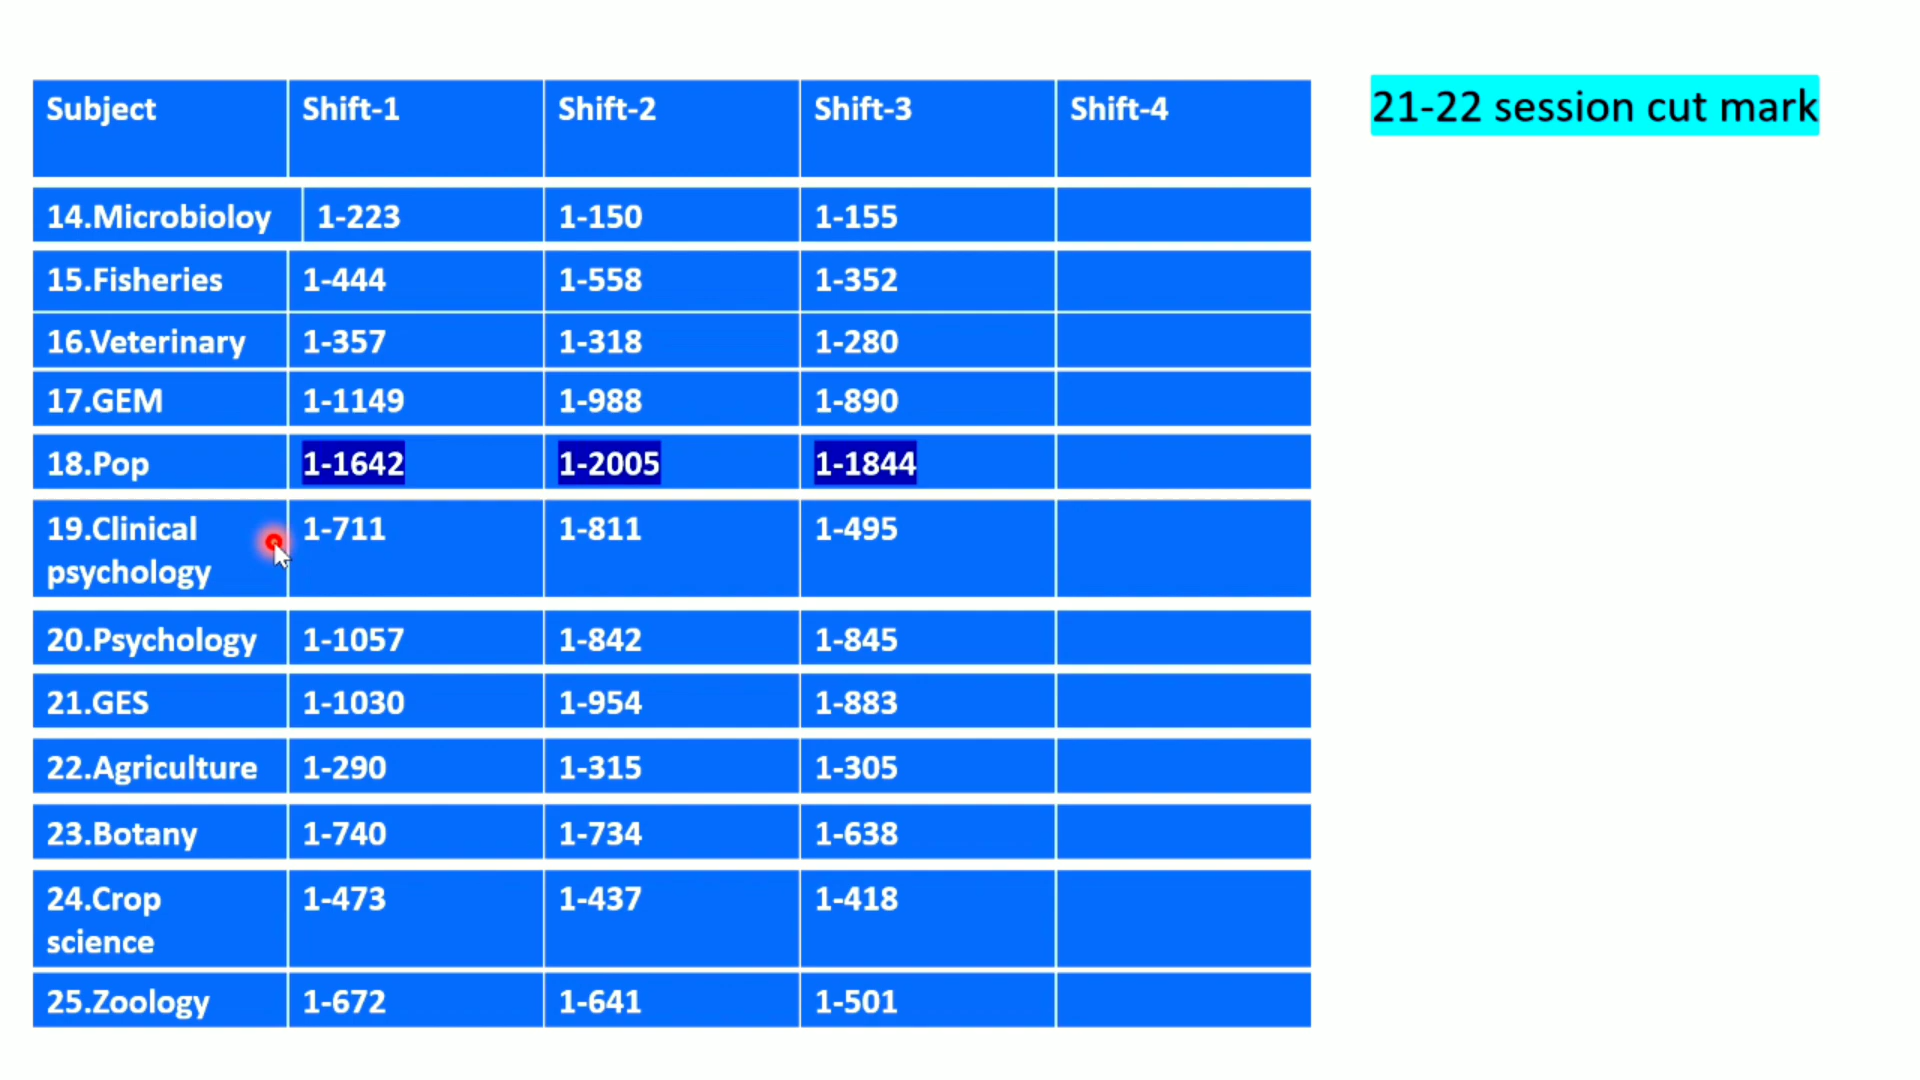 Subject Shift-1 Shift-2 Shift-3 Shift-4
21-22 session cut mark
14.Microbioloy 1-223 1-150 1-155
15.Fisheries 1-444 1-558 1-352
16.Veterinary 1-357 1-318 1-280
17.GEM 1-1149 1-988 1-890
18.Pop 1-1642 1-2005 1-1844
19.Clinical 1-711 1-811 1-495
psychology
20.Psychology 1-1057 1-842 1-845
21.GES 1-1030 1-954 1-883
22.Agriculture 1-290 1-315 1-305
23.Botany 1-740 1-734 1-638
24.Crop 1-473 1-437 1-418
science
25.Zoology 1-672 1-641 1-501